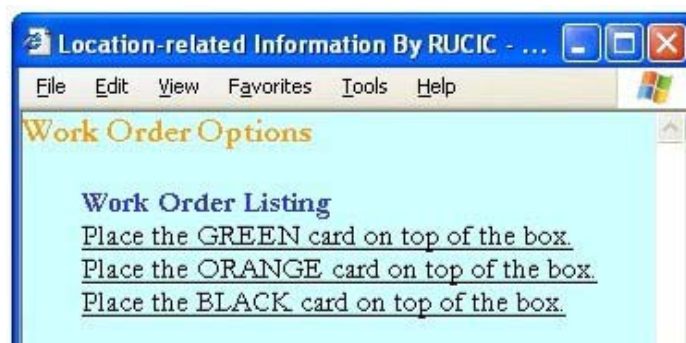 Location-related Information By RUCIC - ...
File Edit View Favorites Tools Help
Work Order Options
Work Order Listing
Place the GREEN card on top of the box.
Place the ORANGE card on top of the box.
Place the BLACK card on top of the box.